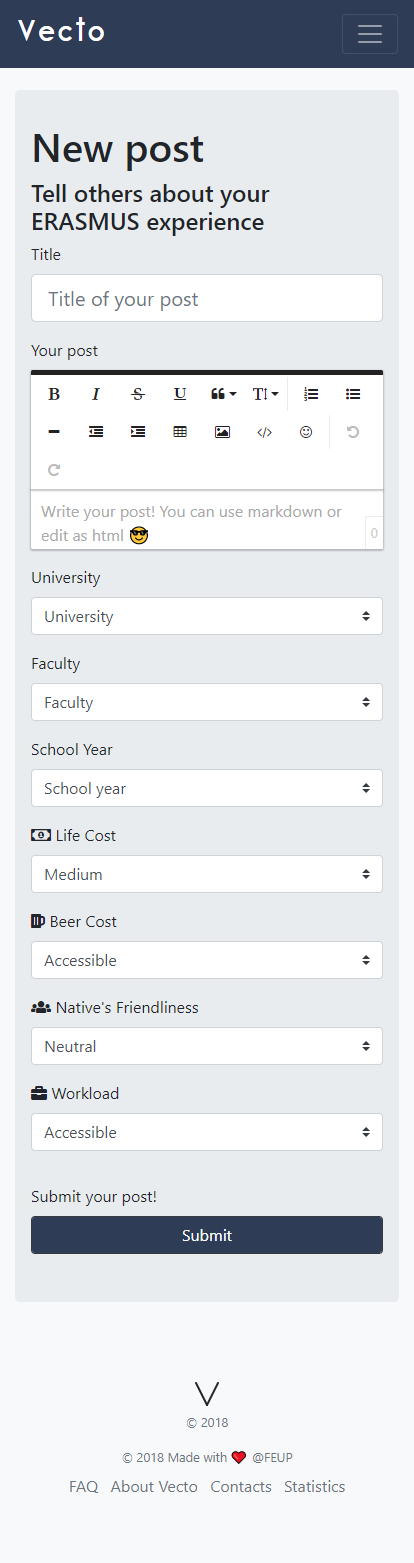 Vecto
New post
Tell others about your
ERASMUS experience
Title
Title of your post
Your post
B I S U T
Write your post! You can use markdown or
edit as html 😎
0
University
University
Faculty
Faculty
School Year
School year
Life Cost
Medium
Beer Cost
Accessible
Native's Friendliness
Neutral
Workload
Accessible
Submit your post!
Submit
© 2018
© 2018 Made with ❤ @FEUP
FAQ About Vecto Contacts Statistics